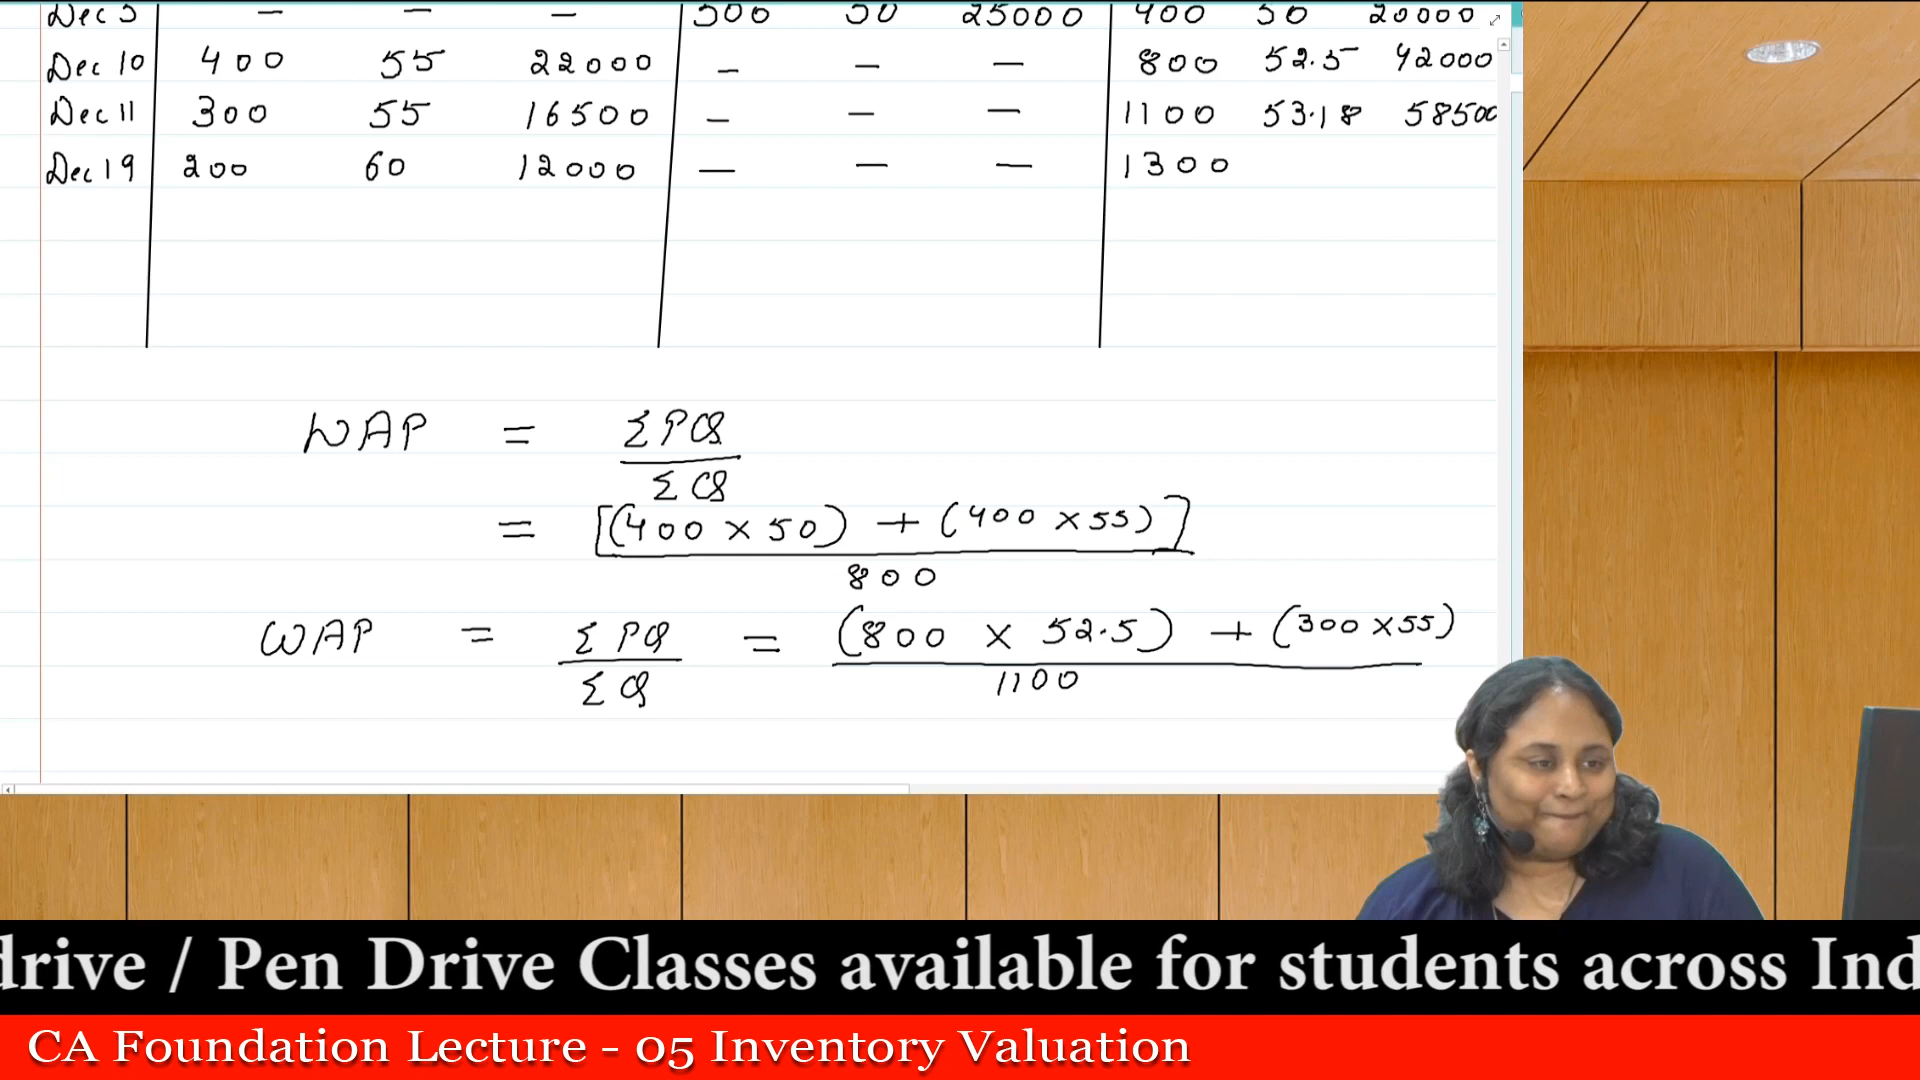 Dec 5 — — — 500 50 25000 400 50 20000
Dec 10 400 55 22000 — — — 800 52.5 42000
Dec 11 300 55 16500 — — — 1100 53.18 58500
Dec 19 200 60 12000 — — — 1300
WAP = ΣPQ
ΣQ
= [(400 × 50) + (400 × 55)]
800
WAP = ΣPQ = (800 × 52.5) + (300 × 55)
ΣQ 1100
drive / Pen Drive Classes available for students across Ind
CA Foundation Lecture - 05 Inventory Valuation